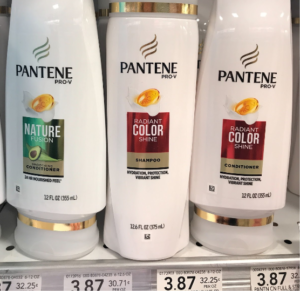 PANTENE
PRO-V
NATURE
FUSION
CONDITIONER
12 FL OZ (355 mL)
PANTENE
PRO-V
RADIANT
COLOR
SHINE
SHAMPOO
HYDRATION, PROTECTION,
VIBRANT SHINE
12.6 FL OZ (375 mL)
PANTENE
PRO-V
RADIANT
COLOR
SHINE
CONDITIONER
HYDRATION, PROTECTION,
VIBRANT SHINE
12 FL OZ (355 mL)
3.87 32.25¢
3.87 30.71¢
3.87 32.25¢
3.87 32.25